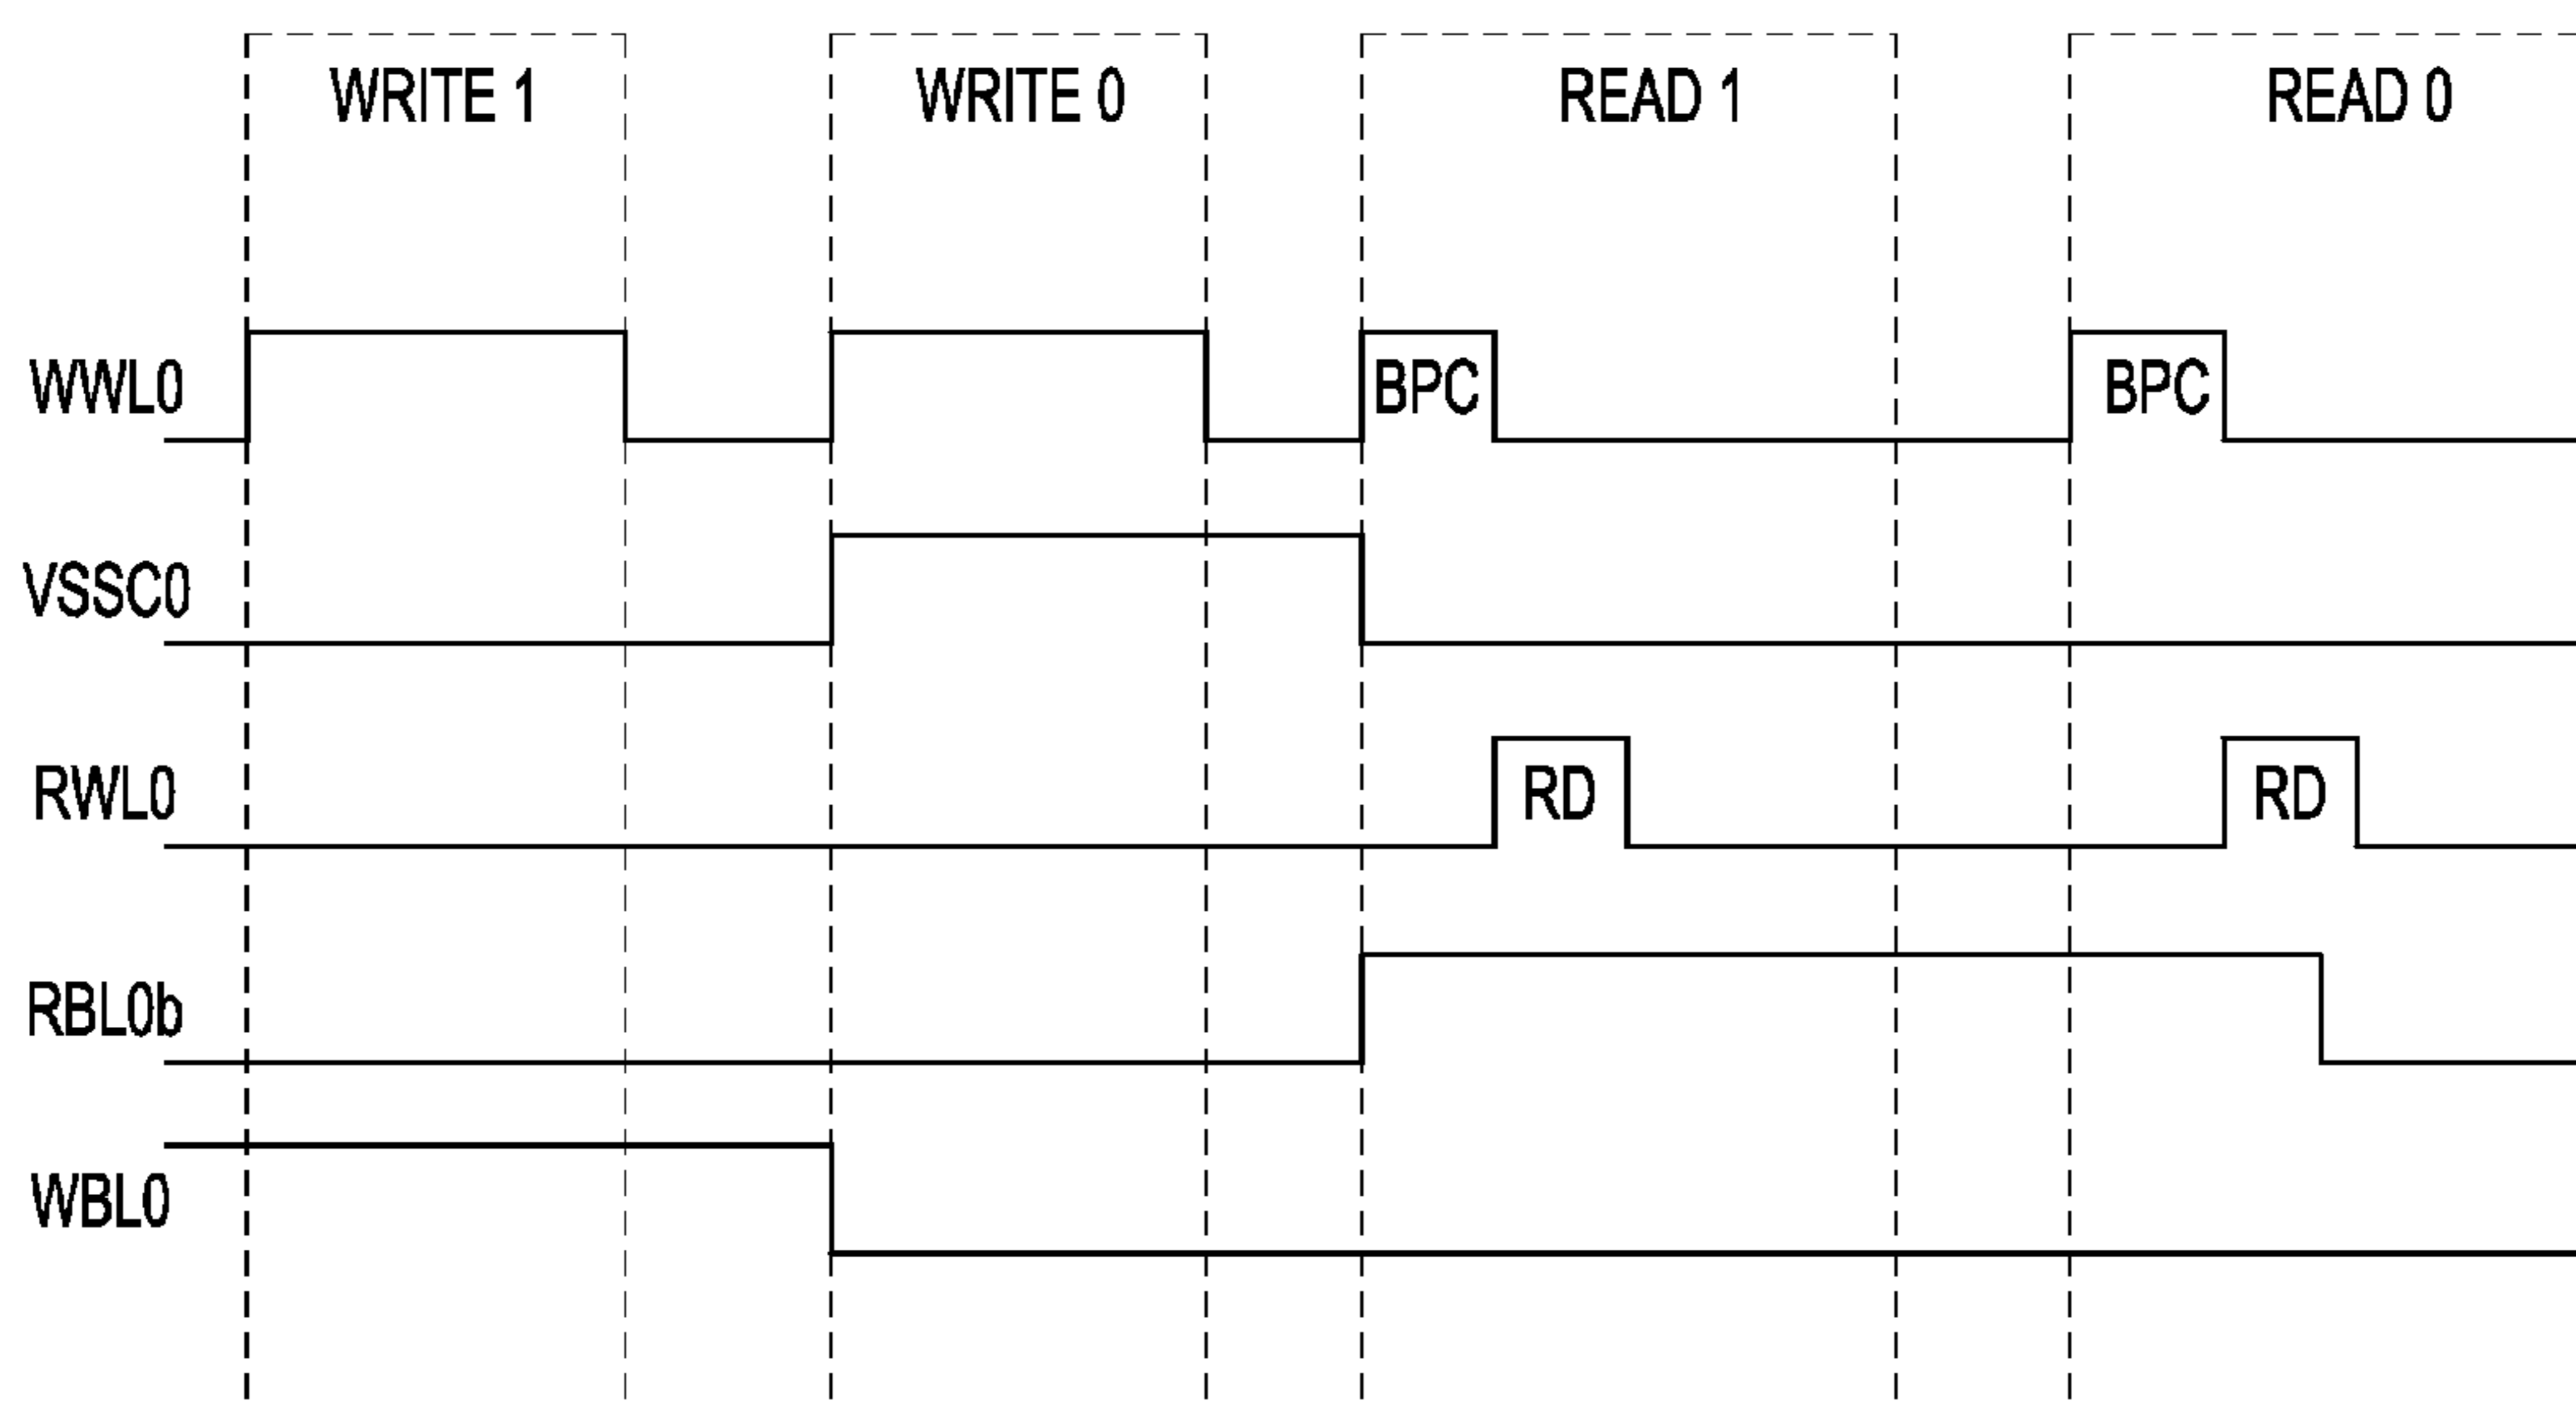 WRITE 1
WRITE 0
READ 1
READ 0
WWL0
BPC
BPC
VSSC0
RWL0
RD
RD
RBL0b
WBL0